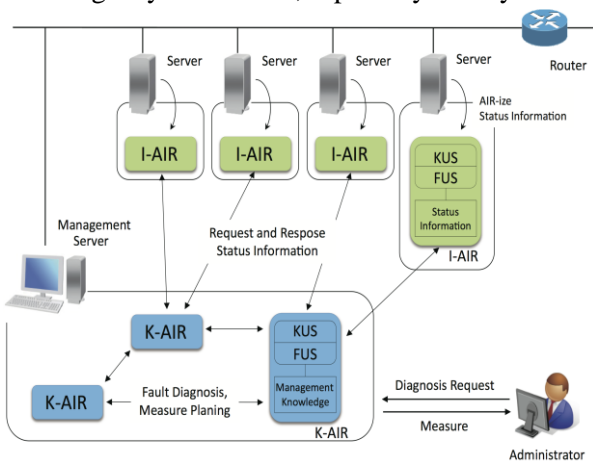 Server
Server
Server
Server
Router
AIR-ize
Status Information
I-AIR
I-AIR
I-AIR
KUS
FUS
Status
Information
I-AIR
Management
Server
Request and Respose
Status Information
K-AIR
KUS
FUS
Management
Knowledge
K-AIR
K-AIR
Fault Diagnosis,
Measure Planing
Diagnosis Request
Measure
Administrator